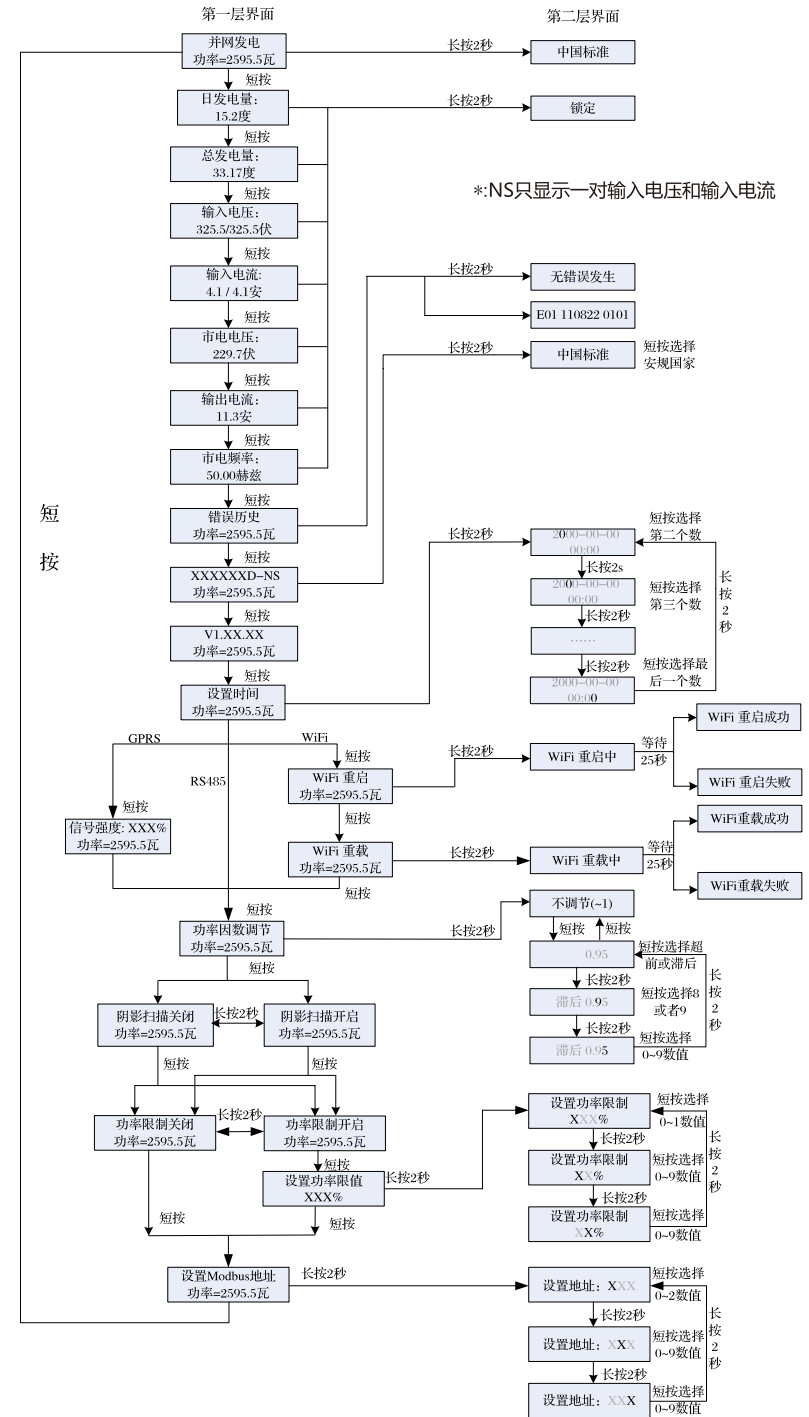 第一层界面
第二层界面
并网发电
功率=2595.5瓦
长按2秒
中国标准
短按
日发电量：
15.2度
长按2秒
锁定
短按
总发电量：
33.17度
*:NS只显示一对输入电压和输入电流
短按
输入电压：
325.5/325.5伏
短按
输入电流:
4.1 / 4.1安
长按2秒
无错误发生
E01 110822 0101
短按
市电电压：
229.7伏
长按2秒
中国标准
短按选择
安规国家
短按
输出电流：
11.3安
短按
市电频率：
50.00赫兹
短按
错误历史
功率=2595.5瓦
短
按
短按
XXXXXXD-NS
功率=2595.5瓦
短按
V1.XX.XX
功率=2595.5瓦
短按
设置时间
功率=2595.5瓦
长按2秒
2000-00-00
00:00
短按选择
第二个数
长按2s
2000-00-00
00:00
短按选择
第三个数
长按2秒
......
长按2秒
2000-00-00
00:00
短按选择最
后一个数
长
按
2
秒
GPRS
RS485
WiFi
短按
WiFi 重启
功率=2595.5瓦
长按2秒
WiFi 重启中
等待
25秒
WiFi 重启成功
WiFi 重启失败
短按
信号强度: XXX%
功率=2595.5瓦
短按
WiFi 重载
功率=2595.5瓦
长按2秒
WiFi 重载中
等待
25秒
WiFi重载成功
WiFi重载失败
短按
短按
功率因数调节
功率=2595.5瓦
长按2秒
不调节(~1)
短按
短按
0.95
短按选择超
前或滞后
长按2秒
滞后 0.95
短按选择8
或者9
长按2秒
滞后 0.95
短按选择
0~9数值
长
按
2
秒
短按
阴影扫描关闭
功率=2595.5瓦
长按2秒
阴影扫描开启
功率=2595.5瓦
短按
短按
功率限制关闭
功率=2595.5瓦
长按2秒
功率限制开启
功率=2595.5瓦
短按
设置功率限值
XXX%
长按2秒
设置功率限制
XXX%
短按选择
0~1数值
长按2秒
设置功率限制
XX%
短按选择
0~9数值
长按2秒
设置功率限制
XX%
短按选择
0~9数值
长
按
2
秒
短按
短按
设置Modbus地址
功率=2595.5瓦
长按2秒
设置地址：XXX
短按选择
0~2数值
长按2秒
设置地址：XXX
短按选择
0~9数值
长按2秒
设置地址：XXX
短按选择
0~9数值
长
按
2
秒